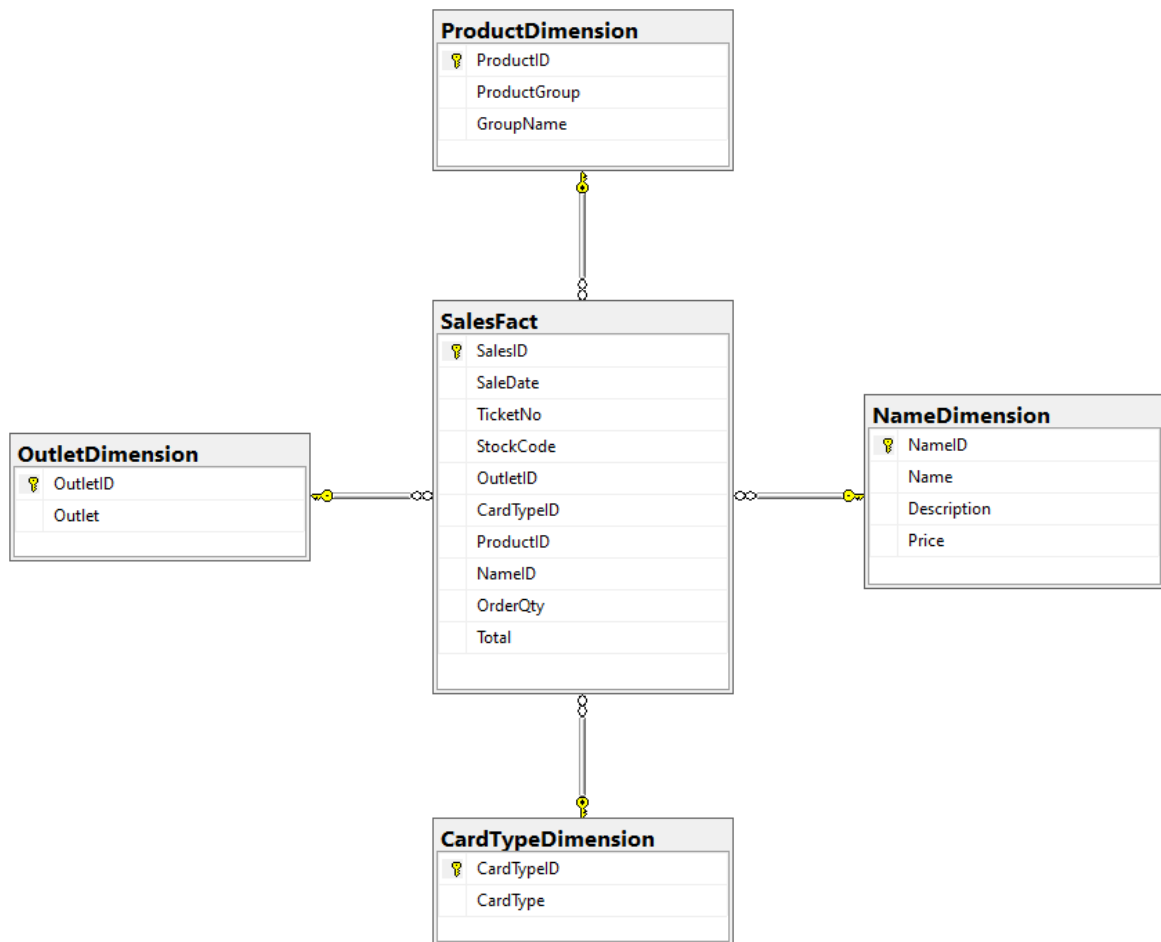 ProductDimension
ProductID
ProductGroup
GroupName
SalesFact
SalesID
SaleDate
TicketNo
StockCode
OutletID
CardTypeID
ProductID
NameID
OrderQty
Total
OutletDimension
OutletID
Outlet
NameDimension
NameID
Name
Description
Price
CardTypeDimension
CardTypeID
CardType